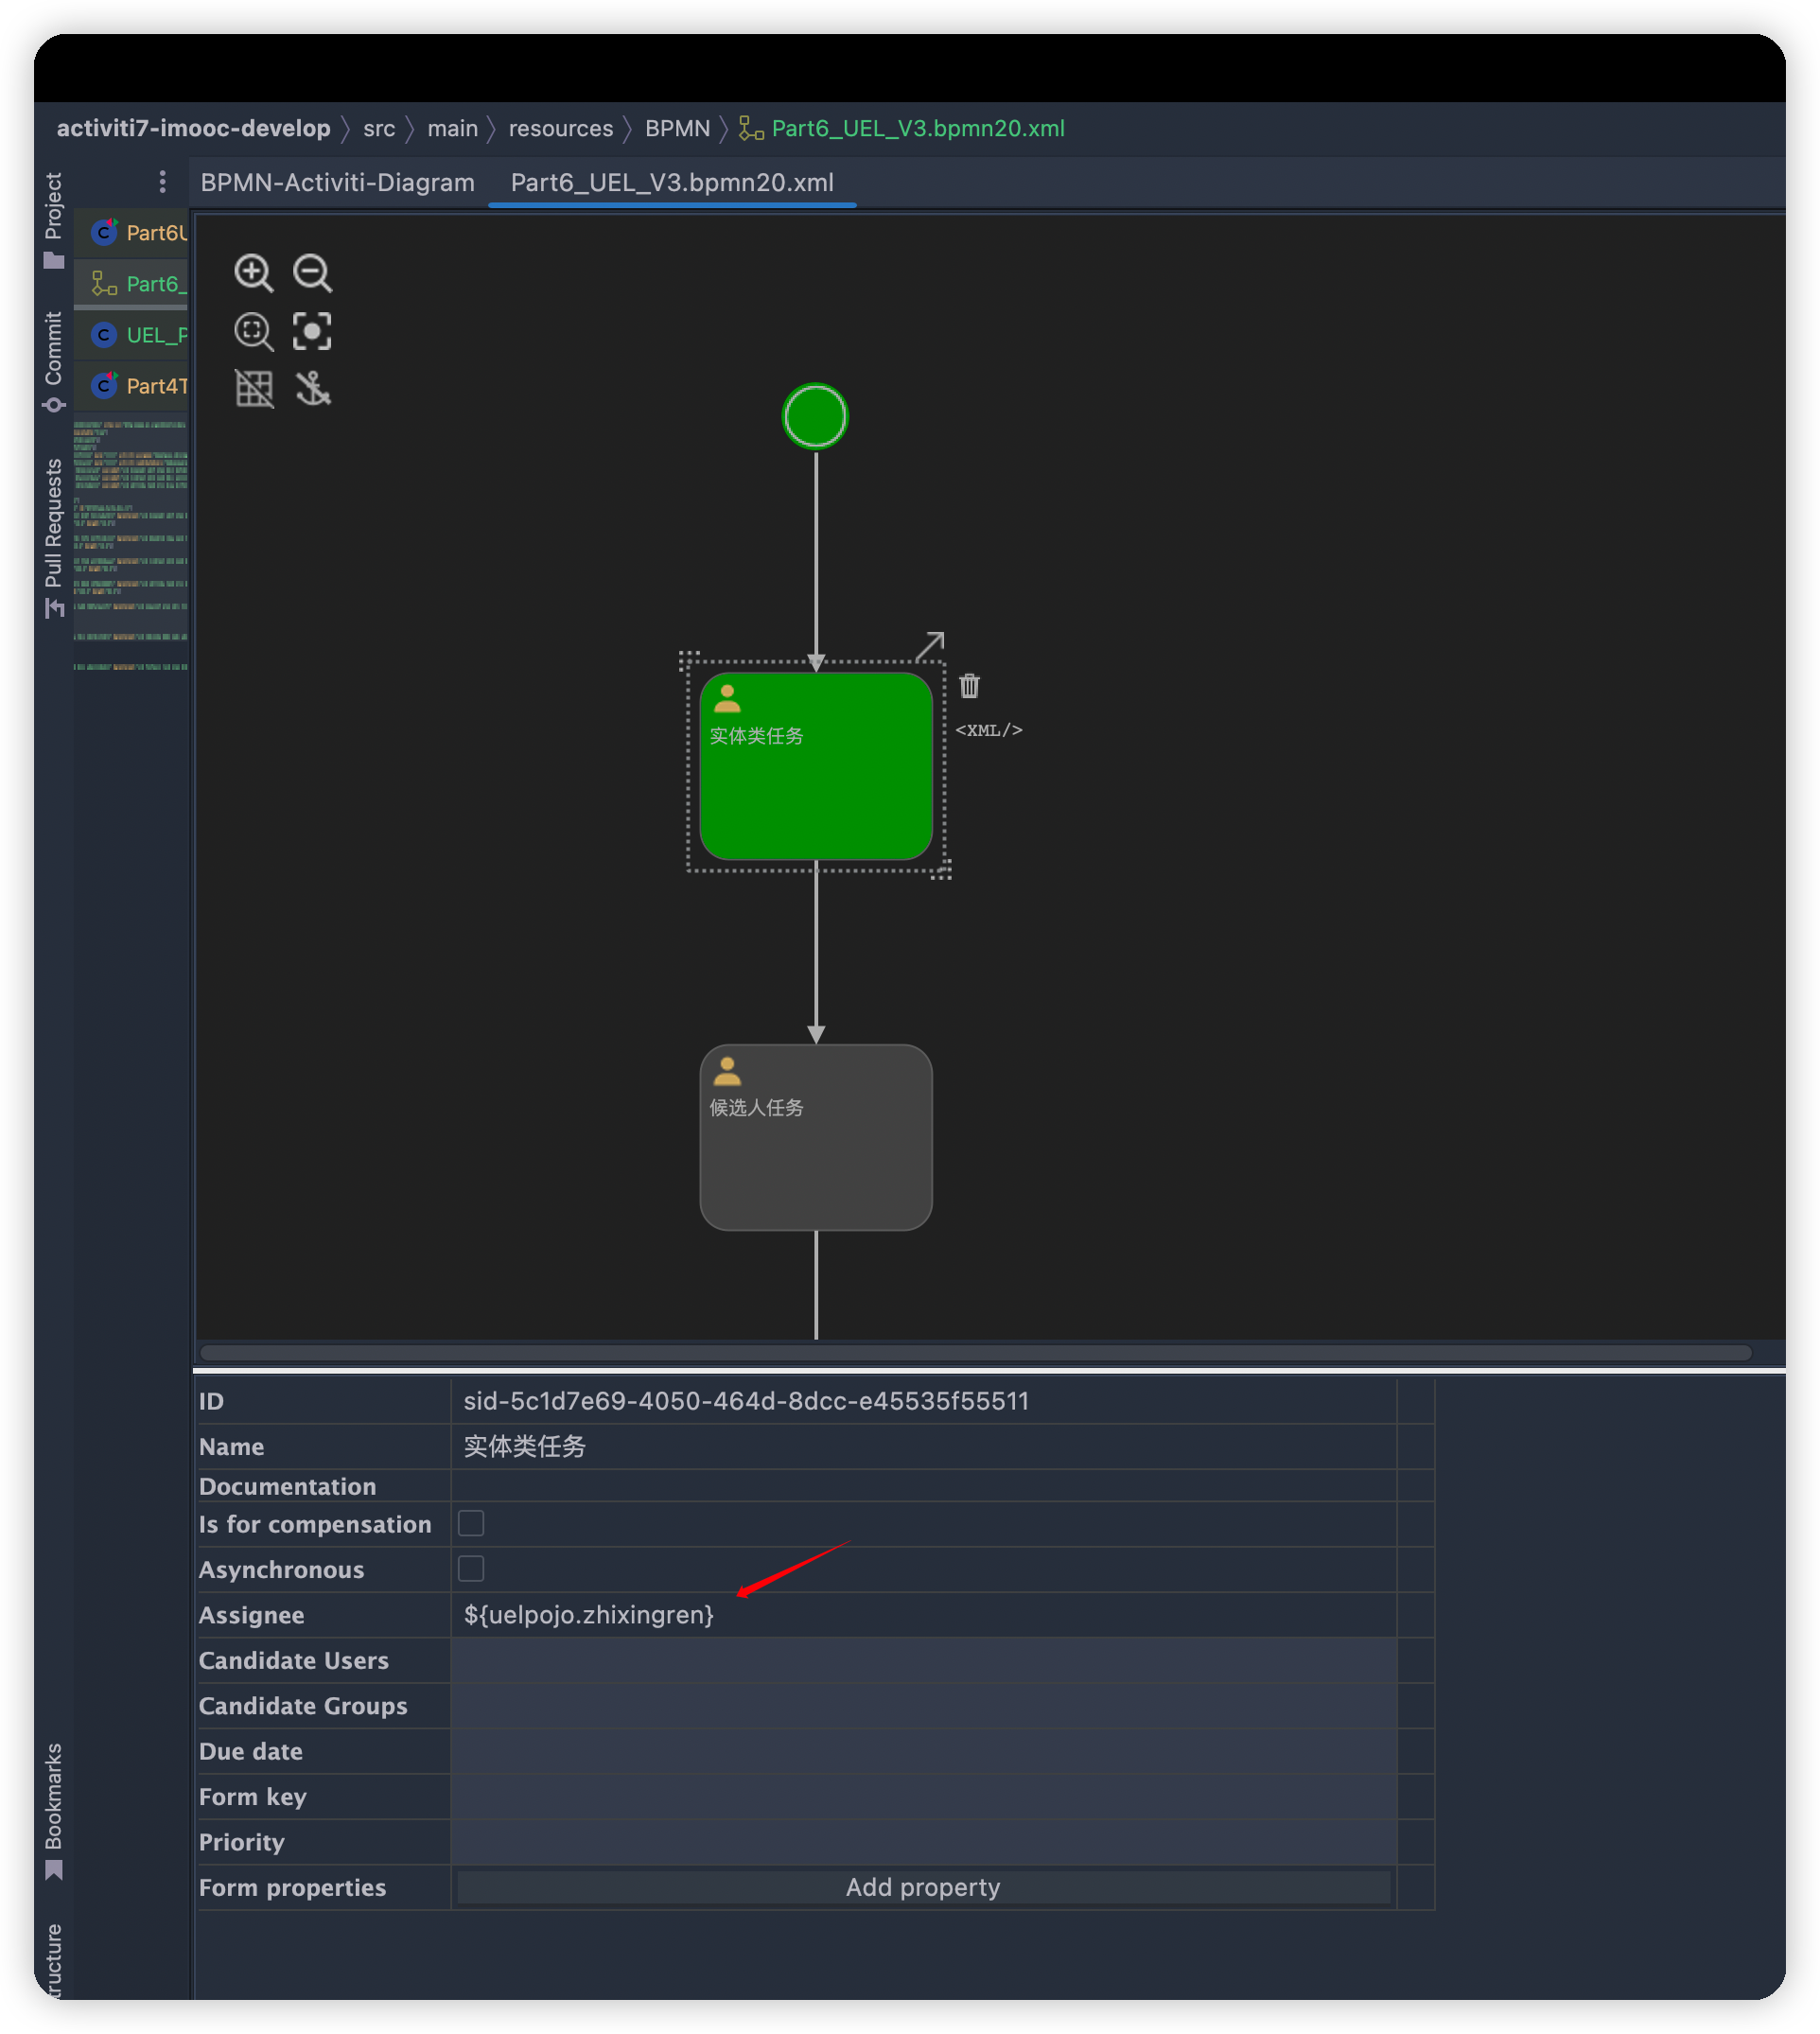 activiti7-imooc-develop 〉 src 〉 main 〉 resources 〉 BPMN 〉 Part6_UEL_V3.bpmn20.xml
Project
Commit
Pull Requests
Bookmarks
BPMN-Activiti-Diagram
Part6_UEL_V3.bpmn20.xml
Part6U
Part6_
UEL_P
Part4T
实体类任务
<XML/>
候选人任务
ID sid-5c1d7e69-4050-464d-8dcc-e45535f55511
Name 实体类任务
Documentation
Is for compensation
Asynchronous
Assignee ${uelpojo.zhixingren}
Candidate Users
Candidate Groups
Due date
Form key
Priority
Form properties Add property
ructure